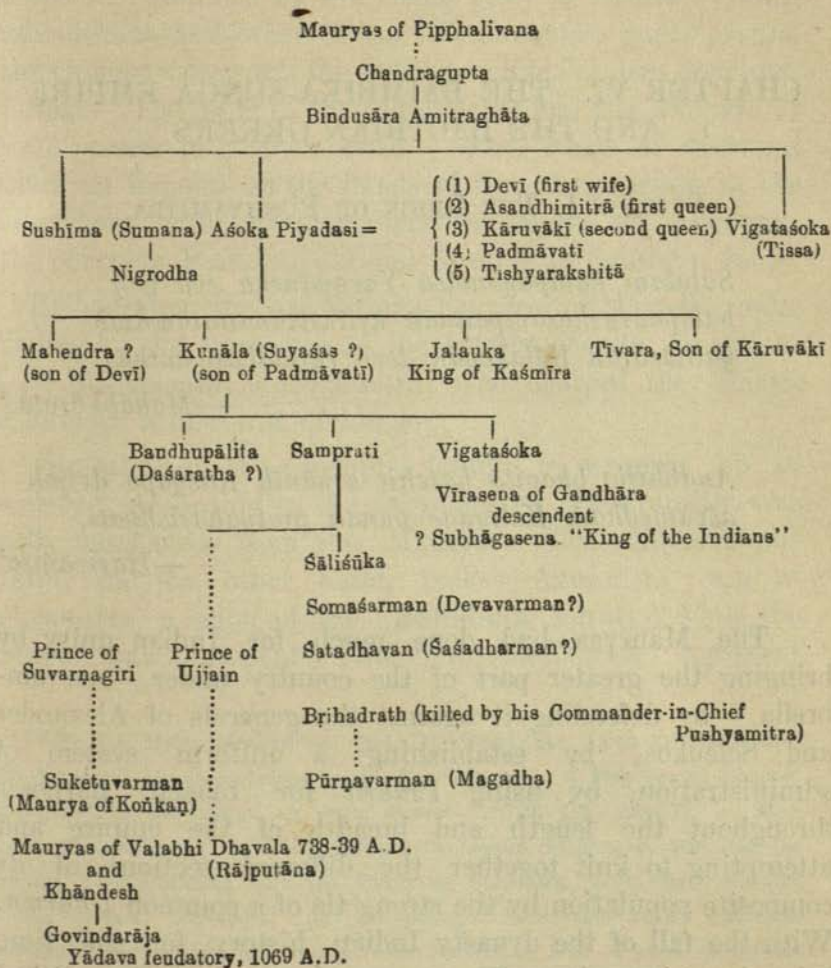 Mauryas of Pipphalivana
Chandragupta
Bindusāra Amitraghāta
Sushīma (Sumana) Aśoka Piyadasi = { (1) Devī (first wife)
(2) Asandhimitrā (first queen)
(3) Kāruvākī (second queen) Vigataśoka
(4) Padmāvatī (Tissa)
(5) Tishyarakshitā
Nigrodha
Mahendra ? Kunāla (Suyaśas ?) Jalauka Tīvara, Son of Kāruvākī
(son of Devī) (son of Padmāvatī) King of Kaśmīra
Bandhupālita Samprati Vigataśoka
(Daśaratha ?)
Vīrasena of Gandhāra
descendent
? Subhāgasena. "King of the Indians"
Śāliśūka
Somaśarman (Devavarman?)
Prince of Prince of Śatadhavan (Śaśadharman?)
Suvarṇagiri Ujjain
Bṛihadrath (killed by his Commander-in-Chief
Pushyamitra)
Suketuvarman Pūrṇavarman (Magadha)
(Maurya of Koṅkaṇ)
Mauryas of Valabhi Dhavala 738-39 A.D.
and (Rājputāna)
Khāndesh
Govindarāja
Yādava feudatory, 1069 A.D.